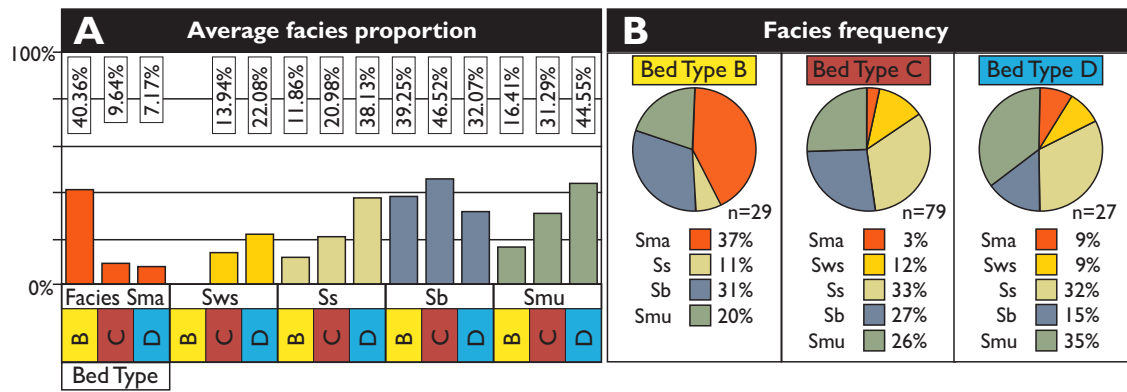 A Average facies proportion
100%
40.36%
9.64%
7.17%
13.94%
22.08%
11.86%
20.98%
38.13%
39.25%
46.52%
32.07%
16.41%
31.29%
44.55%
0%
Facies Sma Sws Ss Sb Smu
B C D B C D B C D B C D B C D
Bed Type
B Facies frequency
Bed Type B
n=29
Sma 37%
Ss 11%
Sb 31%
Smu 20%
Bed Type C
n=79
Sma 3%
Sws 12%
Ss 33%
Sb 27%
Smu 26%
Bed Type D
n=27
Sma 9%
Sws 9%
Ss 32%
Sb 15%
Smu 35%